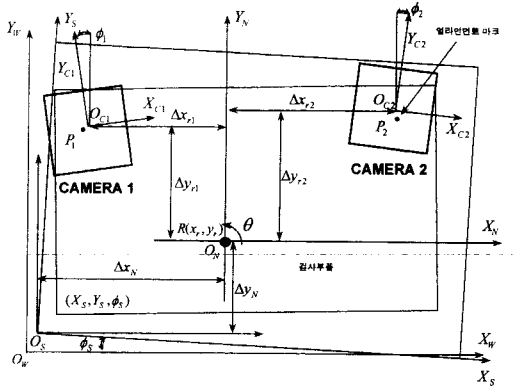 Y_W
Y_S
ϕ_1
Y_N
ϕ_2
Y_C2
얼라인먼트 마크
Y_C1
X_C1
Δx_r1
Δx_r2
O_C1
O_C2
P_1
P_2
X_C2
CAMERA 1
CAMERA 2
Δy_r1
Δy_r2
R(x_r, y_r)
θ
X_N
O_N
검사부품
Δx_N
Δy_N
(X_S, Y_S, ϕ_S)
O_S
ϕ_S
X_W
O_W
X_S